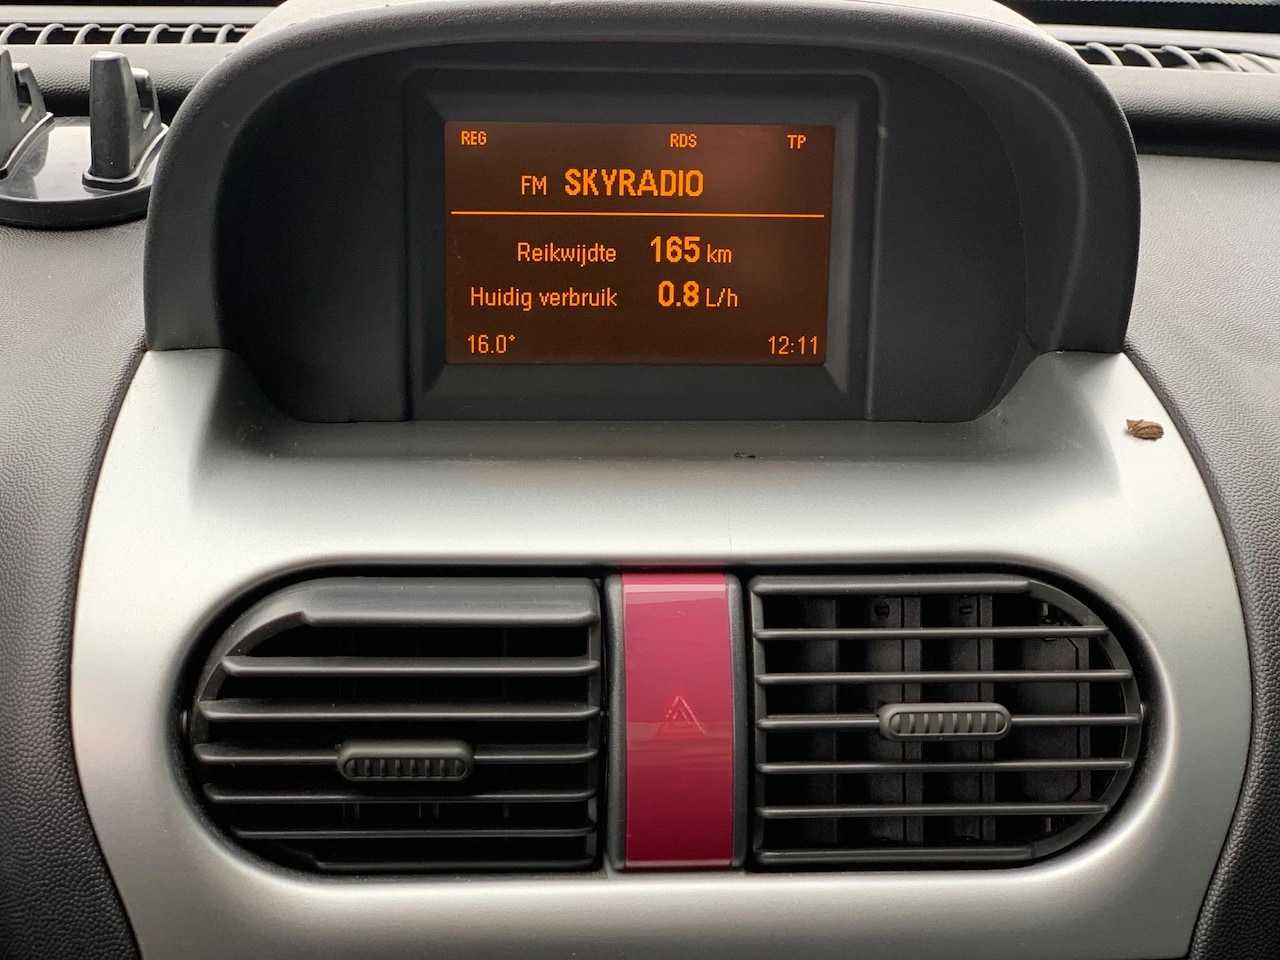 REG RDS TP
FM SKYRADIO
Reikwijdte 165 km
Huidig verbruik 0.8 L/h
16.0° 12:11